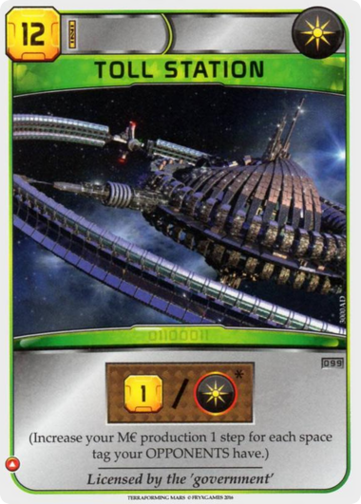 12
TOLL STATION
3000AD
01100011
099
1 / *
(Increase your M€ production 1 step for each space
tag your OPPONENTS have.)
Licensed by the 'government'
TERRAFORMING MARS © FRYXGAMES 2016